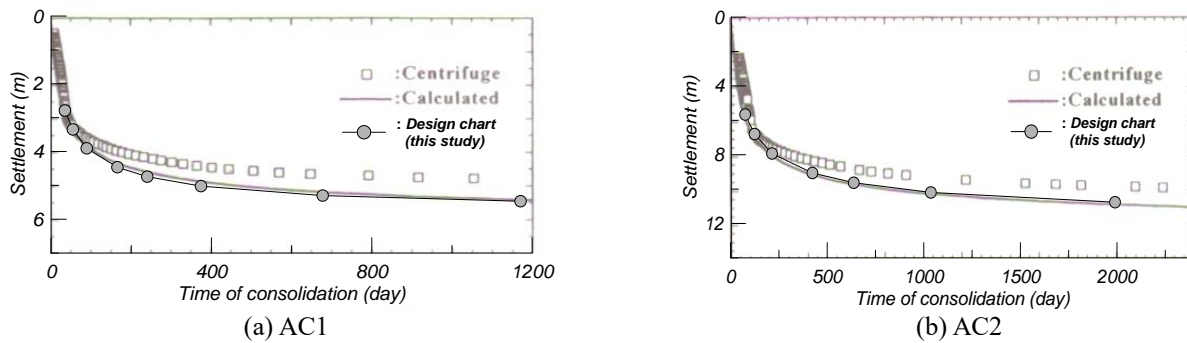 0
2
4
6
Settlement (m)
:Centrifuge
:Calculated
: Design chart
(this study)
0 400 800 1200
Time of consolidation (day)
(a) AC1
0
4
8
12
Settlement (m)
:Centrifuge
:Calculated
: Design chart
(this study)
0 500 1000 1500 2000
Time of consolidation (day)
(b) AC2